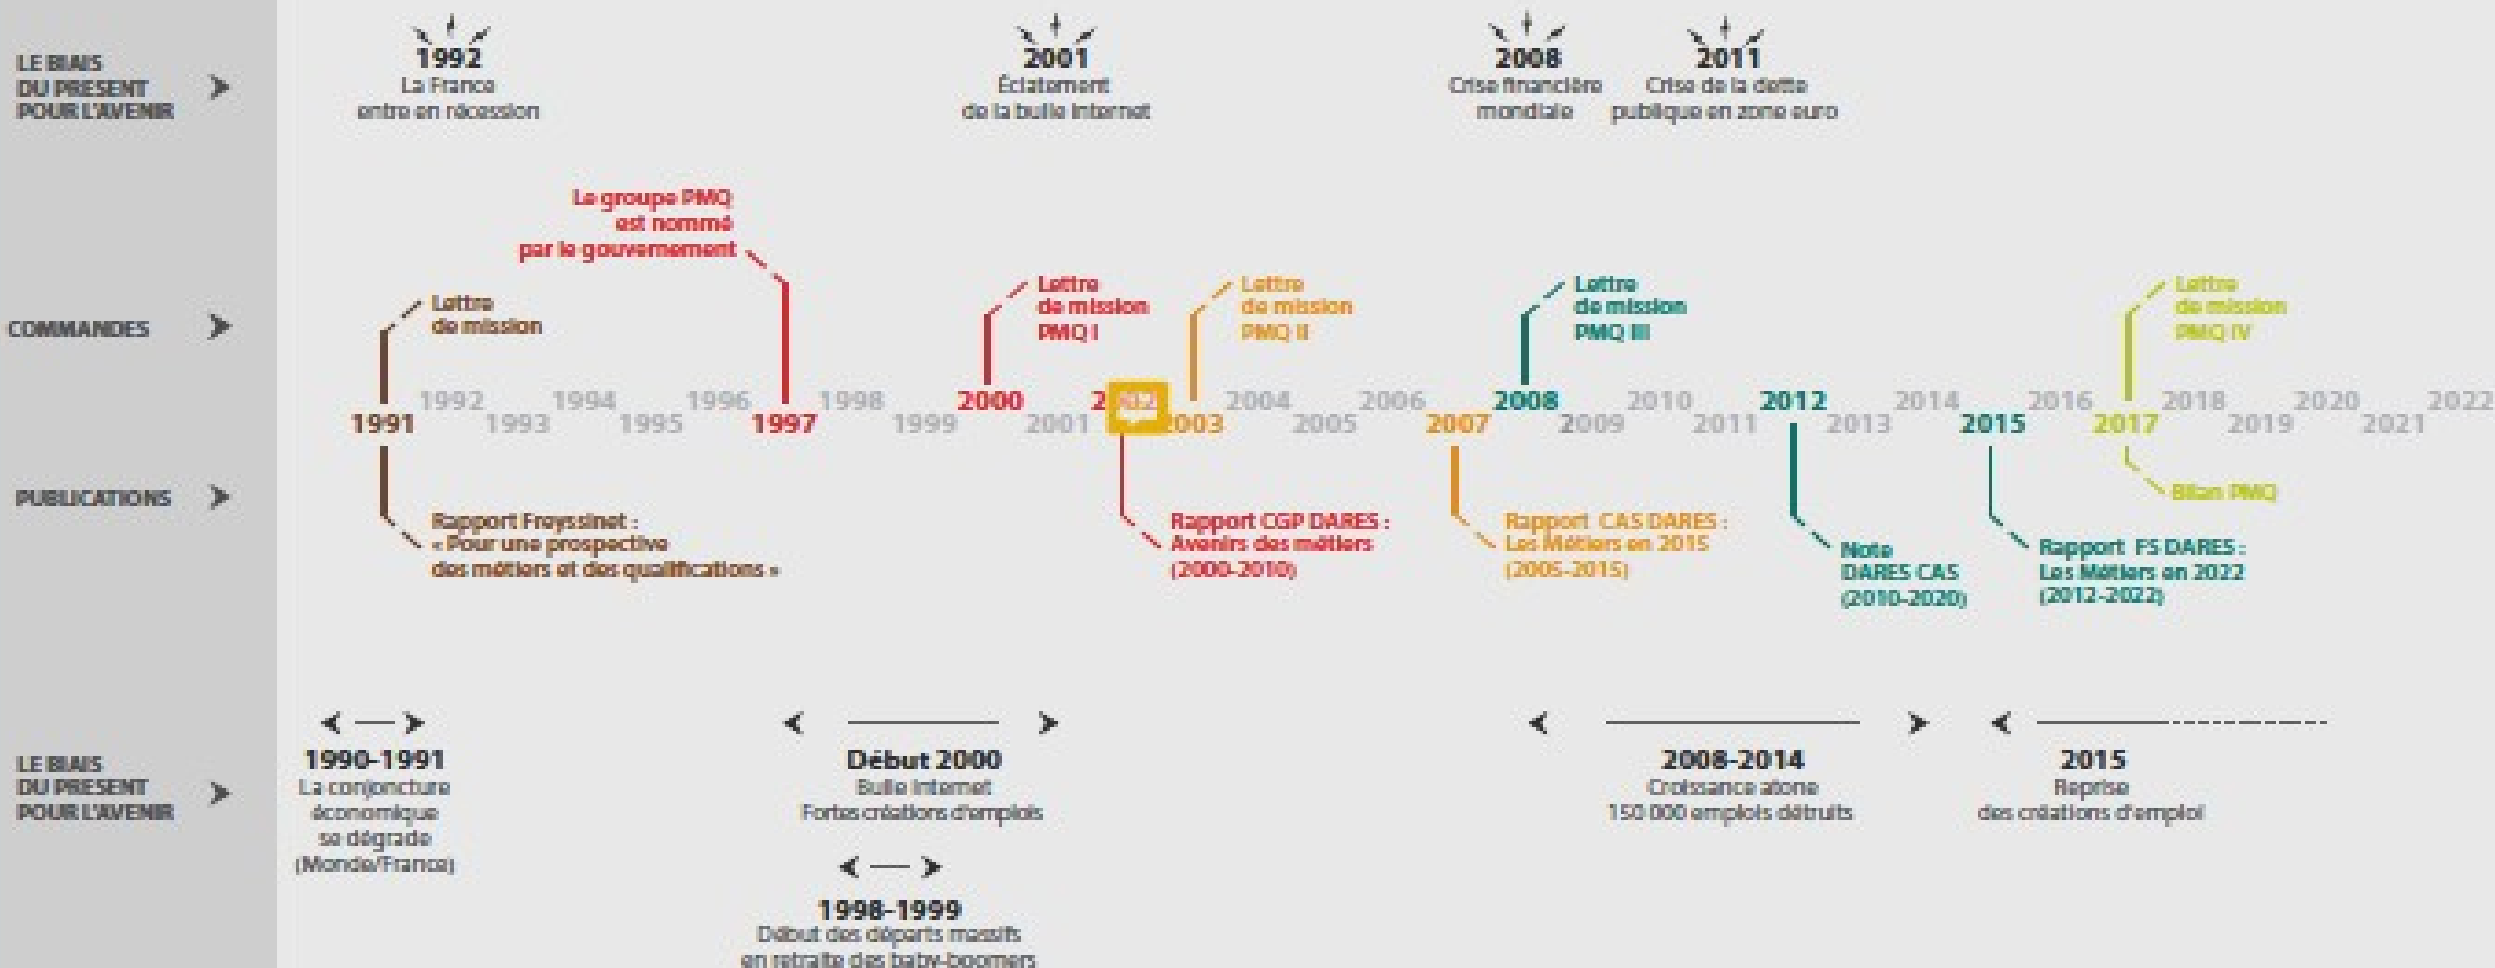 LE BIAIS
DU PRESENT
POUR L'AVENIR
1992
La France
entre en récession
2001
Éclatement
de la bulle internet
2008
Crise financière
mondiale
2011
Crise de la dette
publique en zone euro
COMMANDES
Lettre
de mission
Le groupe PMQ
est nommé
par le gouvernement
Lettre
de mission
PMQ I
Lettre
de mission
PMQ II
Lettre
de mission
PMQ III
Lettre
de mission
PMQ IV
1991 1992 1993 1994 1995 1996 1997 1998 1999 2000 2001 2003 2004 2005 2006 2007 2008 2009 2010 2011 2012 2013 2014 2015 2016 2017 2018 2019 2020 2021 2022
PUBLICATIONS
Rapport Freyssinet :
« Pour une prospective
des métiers et des qualifications »
Rapport CGP DARES :
Avenirs des métiers
(2000-2010)
Rapport CAS DARES :
Les Métiers en 2015
(2005-2015)
Note
DARES CAS
(2010-2020)
Rapport FS DARES :
Les Métiers en 2022
(2012-2022)
Bilan PMQ
LE BIAIS
DU PRESENT
POUR L'AVENIR
1990-1991
La conjoncture
économique
se dégrade
(Monde/France)
Début 2000
Bulle internet
Fortes créations d'emplois
1998-1999
Début des départs massifs
en retraite des baby-boomers
2008-2014
Croissance atone
150 000 emplois détruits
2015
Reprise
des créations d'emploi